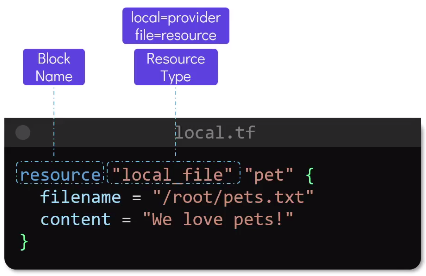 local=provider
file=resource
Block
Name
Resource
Type
local.tf
resource "local_file" "pet" {
filename = "/root/pets.txt"
content = "We love pets!"
}